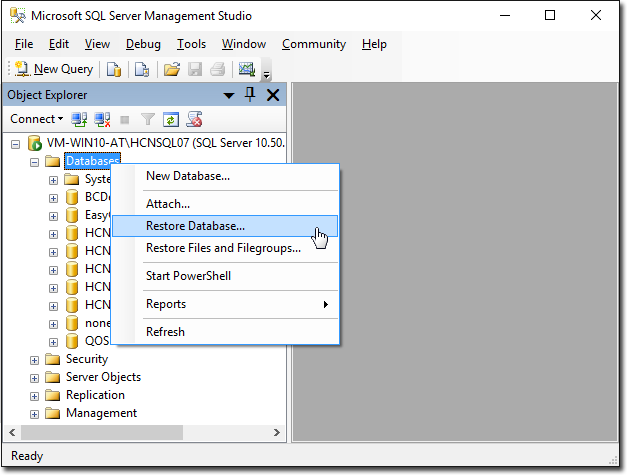 Microsoft SQL Server Management Studio
File Edit View Debug Tools Window Community Help
New Query
Object Explorer
Connect
VM-WIN10-AT\HCNSQL07 (SQL Server 10.50.
Databases
New Database...
Attach...
Restore Database...
Restore Files and Filegroups...
Start PowerShell
Reports
Refresh
Syste
BCD
Easy
HCN
HCN
HCN
HCN
HCN
none
QOS
Security
Server Objects
Replication
Management
Ready